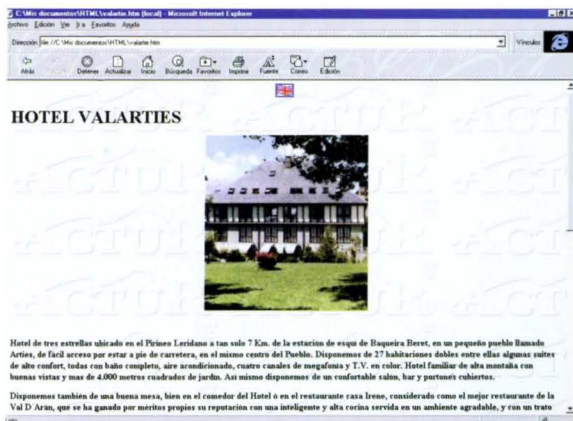 C:\Mis documentos\HTML\valartie.htm (local) - Microsoft Internet Explorer
Archivo Edición Ver Ir a Favoritos Ayuda
Dirección file://C:\Mis documentos\HTML\valartie.htm Vínculos
Atrás Detener Actualizar Inicio Búsqueda Favoritos Imprimir Fuente Correo Edición
HOTEL VALARTIES
Hotel de tres estrellas ubicado en el Pirineo Leridano a tan solo 7 Km. de la estación de esquí de Baqueira Beret, en un pequeño pueblo llamado
Arties, de fácil acceso por estar a pie de carretera, en el mismo centro del Pueblo. Disponemos de 27 habitaciones dobles entre ellas algunas suites
de alto confort, todas con baño completo, aire acondicionado, cuatro canales de megafonía y T.V. en color. Hotel familiar de alta montaña con
buenas vistas y mas de 4.000 metros cuadrados de jardín. Asi mismo disponemos de un confortable salón, bar y portones cubiertos.
Disponemos también de una buena mesa, bien en el comedor del Hotel ó en el restaurante casa Irene, considerado como el mejor restaurante de la
Val D'Aran, que se ha ganado por méritos propios su reputación con una inteligente y alta cocina servida en un ambiente agradable, y con un trato
ACTUR